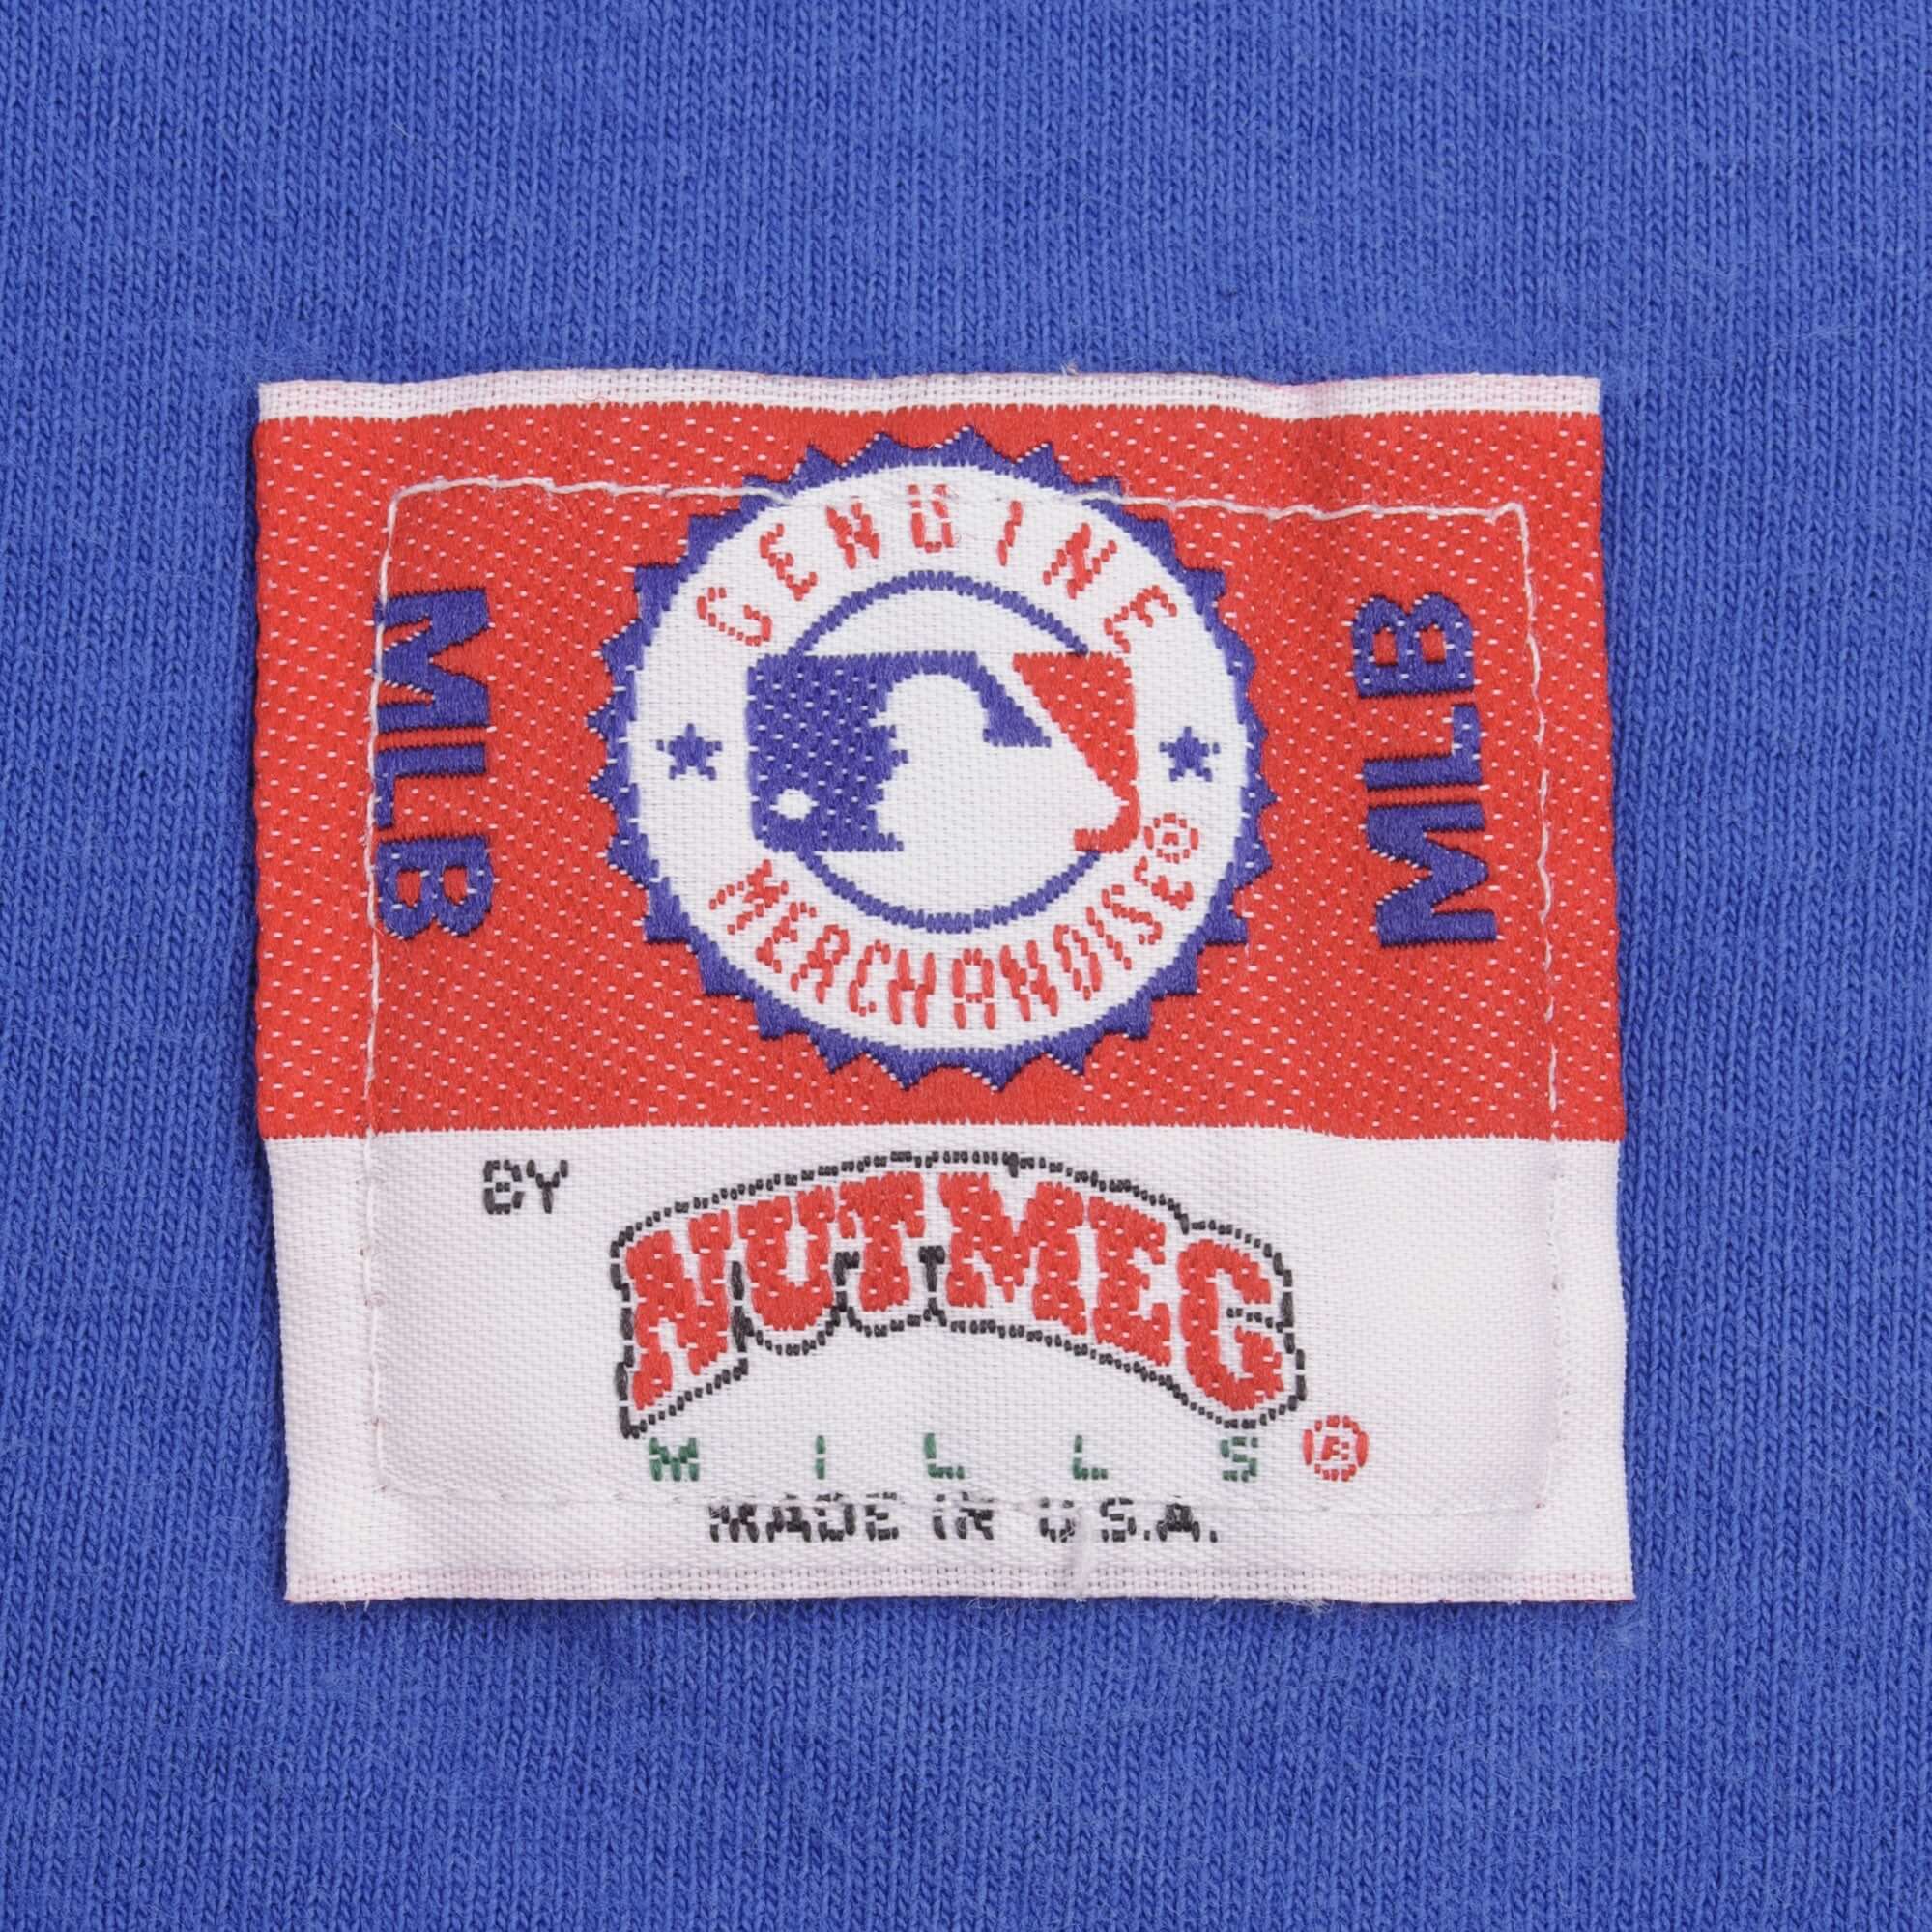 GENUINE
MLB
MLB
MERCHANDISE®
BY
NUTMEG
MILLS®
MADE IN U.S.A.